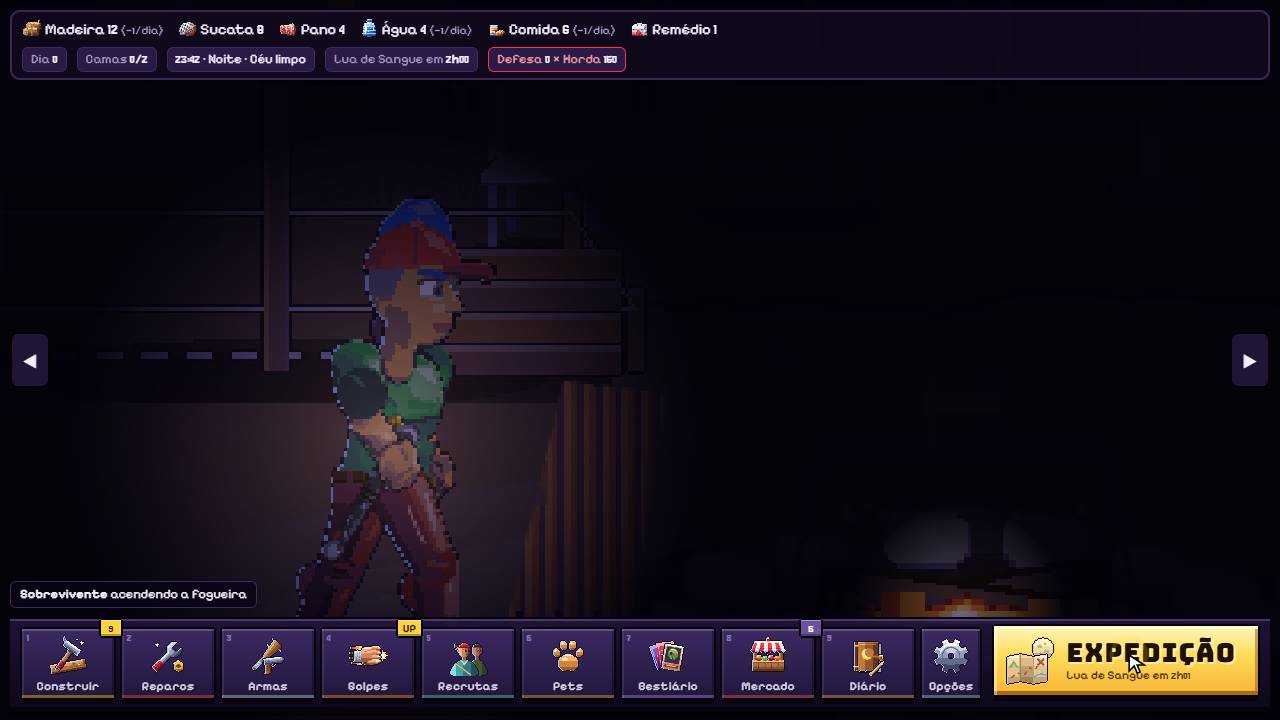 Madeira 12 (-1/dia) Sucata 8 Pano 4 Água 4 (-1/dia) Comida 6 (-1/dia) Remédio 1
Dia 0 Camas 0/2 23:42 · Noite · Céu limpo Lua de Sangue em 2h00 Defesa 0 × Horda 160
◀ ▶
Sobrevivente acendendo a fogueira
9 UP 6
1 2 3 4 5 6 7 8 9
EXPEDIÇÃO
Lua de Sangue em 2h01
Construir Reparos Armas Golpes Recrutas Pets Bestiário Mercado Diário Opções